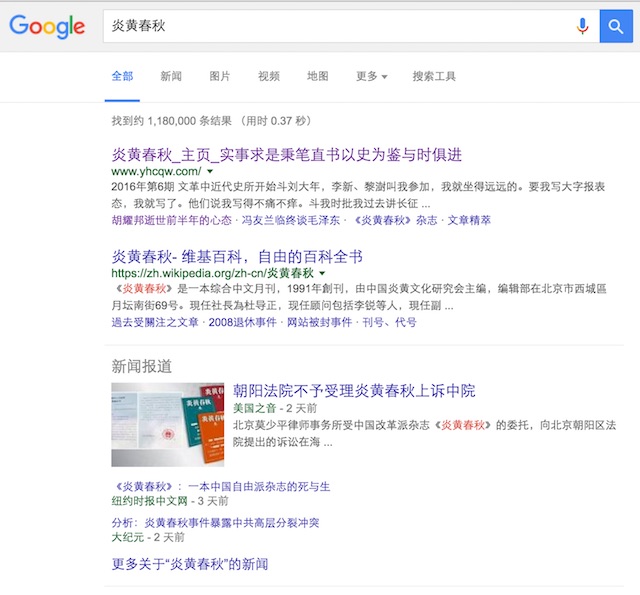 Google
炎黄春秋
全部 新闻 图片 视频 地图 更多 搜索工具
找到约 1,180,000 条结果 （用时 0.37 秒）
炎黄春秋_主页_实事求是秉笔直书以史为鉴与时俱进
www.yhcqw.com/
2016年第6期 文革中近代史所开始斗刘大年，李新、黎澍叫我参加，我就坐得远远的。要我写大字报表
态，我就写了。他们说我写得不痛不痒。斗我时批我过去讲长征 ...
胡耀邦逝世前半年的心态 · 冯友兰临终谈毛泽东 · 《炎黄春秋》杂志 · 文章精萃
炎黄春秋- 维基百科，自由的百科全书
https://zh.wikipedia.org/zh-cn/炎黄春秋
《炎黄春秋》是一本综合中文月刊，1991年創刊，由中国炎黄文化研究会主编，编辑部在北京市西城區
月坛南街69号。現任社長為杜导正，現任顾问包括李锐等人，現任副 ...
過去受關注之文章 · 2008退休事件 · 网站被封事件 · 刊号、代号
新闻报道
炎黄春秋
炎黄春秋
朝阳法院不予受理炎黄春秋上诉中院
美国之音 - 2 天前
北京莫少平律师事务所受中国改革派杂志《炎黄春秋》的委托，向北京朝阳区法
院提出的诉讼在海 ...
《炎黄春秋》：一本中国自由派杂志的死与生
纽约时报中文网 - 3 天前
分析：炎黄春秋事件暴露中共高层分裂冲突
大纪元 - 2 天前
更多关于“炎黄春秋”的新闻